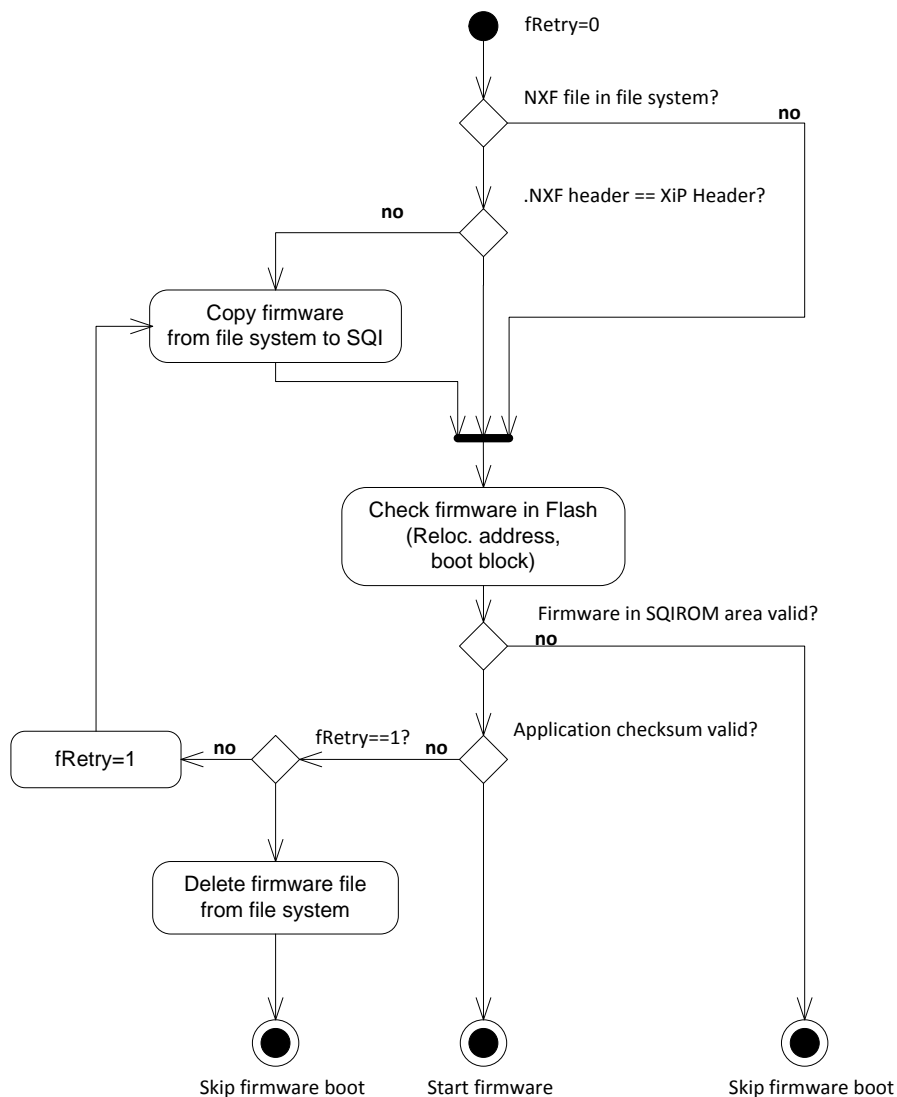 fRetry=0
NXF file in file system?
no
.NXF header == XiP Header?
no
Copy firmware
from file system to SQI
Check firmware in Flash
(Reloc. address,
boot block)
Firmware in SQIROM area valid?
no
Application checksum valid?
fRetry==1?
no
no
fRetry=1
Delete firmware file
from file system
Skip firmware boot
Start firmware
Skip firmware boot